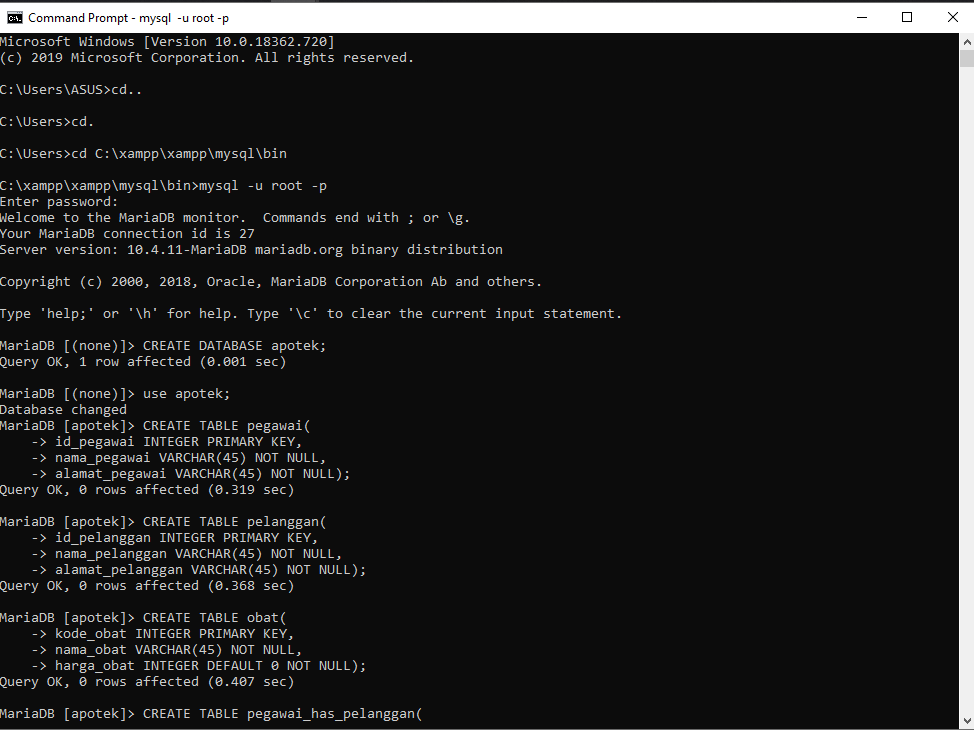 Command Prompt - mysql -u root -p
Microsoft Windows [Version 10.0.18362.720]
(c) 2019 Microsoft Corporation. All rights reserved.
C:\Users\ASUS>cd..
C:\Users>cd.
C:\Users>cd C:\xampp\xampp\mysql\bin
C:\xampp\xampp\mysql\bin>mysql -u root -p
Enter password:
Welcome to the MariaDB monitor.  Commands end with ; or \g.
Your MariaDB connection id is 27
Server version: 10.4.11-MariaDB mariadb.org binary distribution
Copyright (c) 2000, 2018, Oracle, MariaDB Corporation Ab and others.
Type 'help;' or '\h' for help. Type '\c' to clear the current input statement.
MariaDB [(none)]> CREATE DATABASE apotek;
Query OK, 1 row affected (0.001 sec)
MariaDB [(none)]> use apotek;
Database changed
MariaDB [apotek]> CREATE TABLE pegawai(
    -> id_pegawai INTEGER PRIMARY KEY,
    -> nama_pegawai VARCHAR(45) NOT NULL,
    -> alamat_pegawai VARCHAR(45) NOT NULL);
Query OK, 0 rows affected (0.319 sec)
MariaDB [apotek]> CREATE TABLE pelanggan(
    -> id_pelanggan INTEGER PRIMARY KEY,
    -> nama_pelanggan VARCHAR(45) NOT NULL,
    -> alamat_pelanggan VARCHAR(45) NOT NULL);
Query OK, 0 rows affected (0.368 sec)
MariaDB [apotek]> CREATE TABLE obat(
    -> kode_obat INTEGER PRIMARY KEY,
    -> nama_obat VARCHAR(45) NOT NULL,
    -> harga_obat INTEGER DEFAULT 0 NOT NULL);
Query OK, 0 rows affected (0.407 sec)
MariaDB [apotek]> CREATE TABLE pegawai_has_pelanggan(